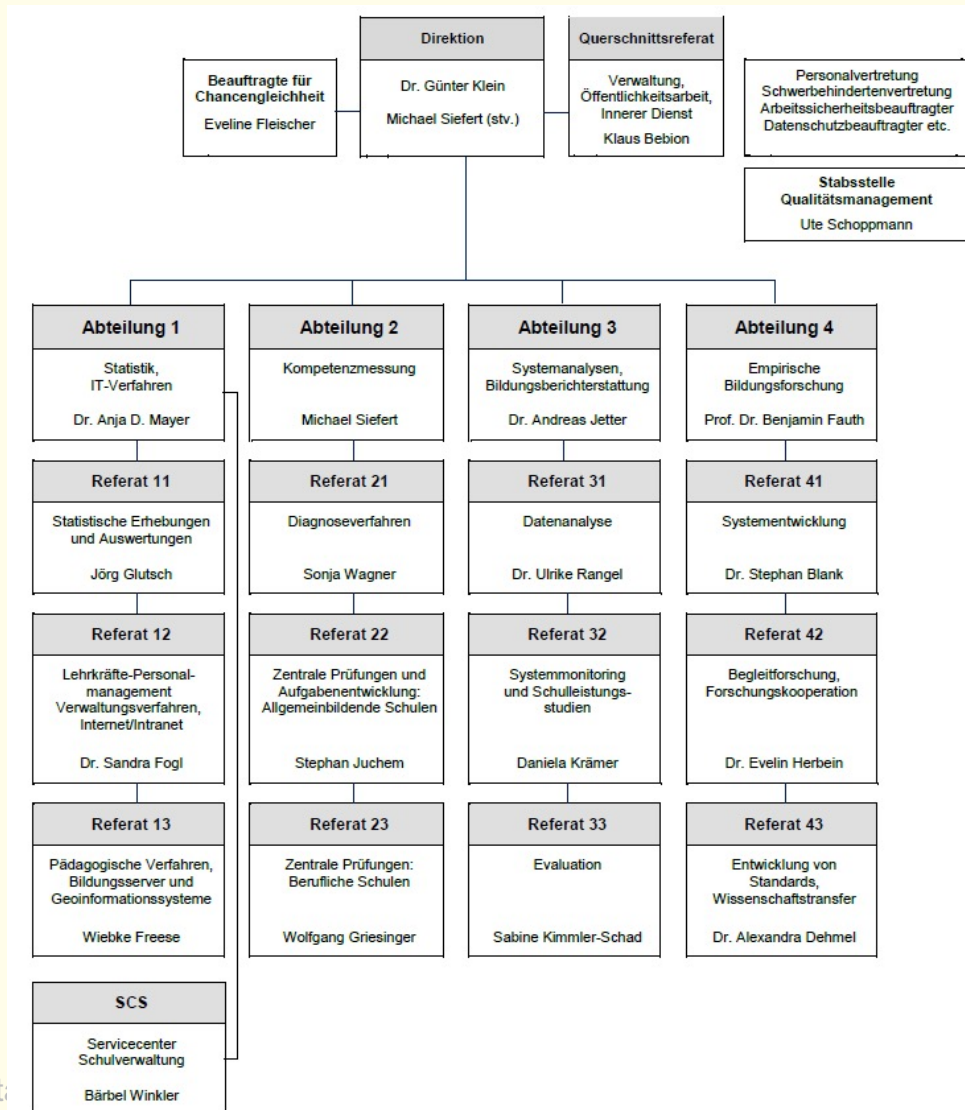 Direktion
Dr. Günter Klein
Michael Siefert (stv.)
Querschnittsreferat
Verwaltung,
Öffentlichkeitsarbeit,
Innerer Dienst
Klaus Bebion
Beauftragte für
Chancengleichheit
Eveline Fleischer
Personalvertretung
Schwerbehindertenvertretung
Arbeitssicherheitsbeauftragter
Datenschutzbeauftragter etc.
Stabsstelle
Qualitätsmanagement
Ute Schoppmann
Abteilung 1
Statistik,
IT-Verfahren
Dr. Anja D. Mayer
Referat 11
Statistische Erhebungen
und Auswertungen
Jörg Glutsch
Referat 12
Lehrkräfte-Personal-
management
Verwaltungsverfahren,
Internet/Intranet
Dr. Sandra Fogl
Referat 13
Pädagogische Verfahren,
Bildungsserver und
Geoinformationssysteme
Wiebke Freese
SCS
Servicecenter
Schulverwaltung
Bärbel Winkler
Abteilung 2
Kompetenzmessung
Michael Siefert
Referat 21
Diagnoseverfahren
Sonja Wagner
Referat 22
Zentrale Prüfungen und
Aufgabenentwicklung:
Allgemeinbildende Schulen
Stephan Juchem
Referat 23
Zentrale Prüfungen:
Berufliche Schulen
Wolfgang Griesinger
Abteilung 3
Systemanalysen,
Bildungsberichterstattung
Dr. Andreas Jetter
Referat 31
Datenanalyse
Dr. Ulrike Rangel
Referat 32
Systemmonitoring
und Schulleistungs-
studien
Daniela Krämer
Referat 33
Evaluation
Sabine Kimmler-Schad
Abteilung 4
Empirische
Bildungsforschung
Prof. Dr. Benjamin Fauth
Referat 41
Systementwicklung
Dr. Stephan Blank
Referat 42
Begleitforschung,
Forschungskooperation
Dr. Evelin Herbein
Referat 43
Entwicklung von
Standards,
Wissenschaftstransfer
Dr. Alexandra Dehmel